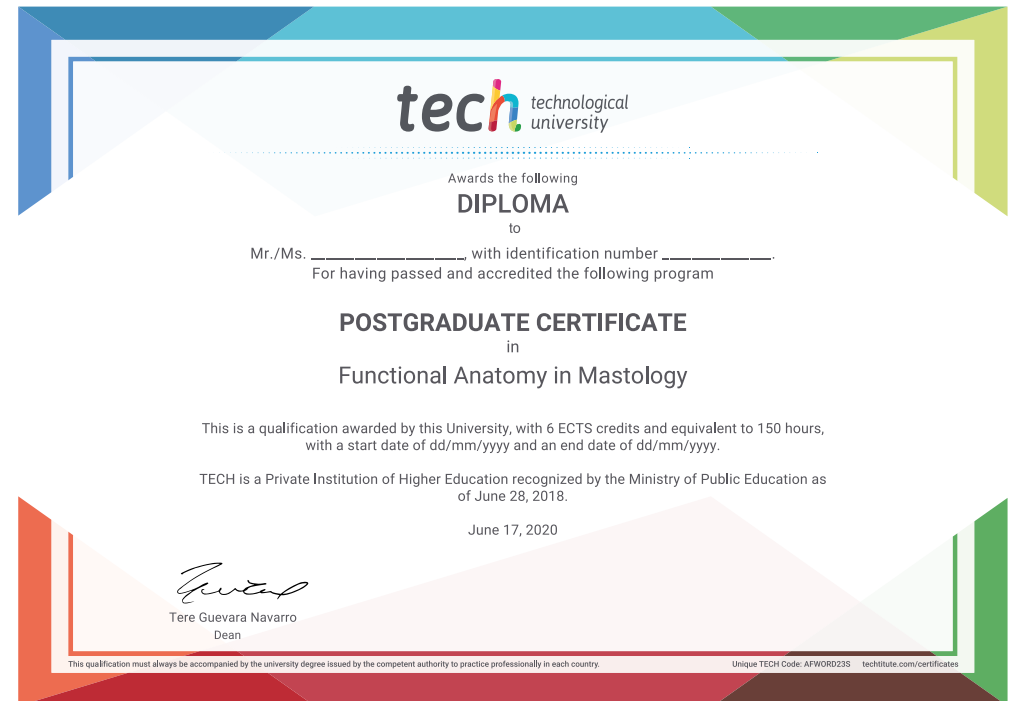 tech technological
university
Awards the following
DIPLOMA
to
Mr./Ms. ____________________, with identification number ______________.
For having passed and accredited the following program
POSTGRADUATE CERTIFICATE
in
Functional Anatomy in Mastology
This is a qualification awarded by this University, with 6 ECTS credits and equivalent to 150 hours,
with a start date of dd/mm/yyyy and an end date of dd/mm/yyyy.
TECH is a Private Institution of Higher Education recognized by the Ministry of Public Education as
of June 28, 2018.
June 17, 2020
Tere Guevara Navarro
Dean
This qualification must always be accompanied by the university degree issued by the competent authority to practice professionally in each country. Unique TECH Code: AFWORD23S techtitute.com/certificates